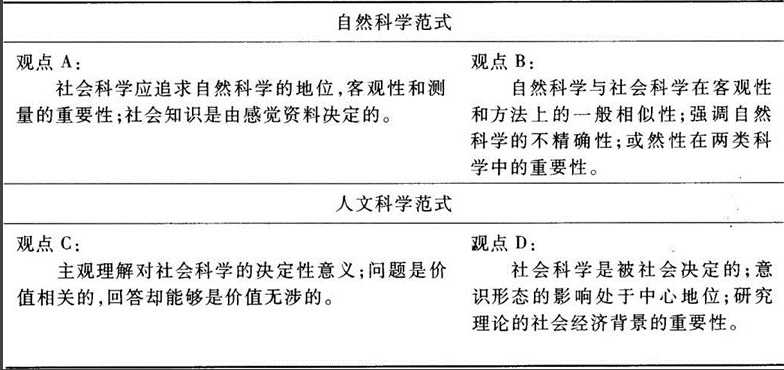 自然科学范式
观点 A:
社会科学应追求自然科学的地位,客观性和测
量的重要性;社会知识是由感觉资料决定的。
观点 B:
自然科学与社会科学在客观性
和方法上的一般相似性;强调自然
科学的不精确性;或然性在两类科
学中的重要性。
人文科学范式
观点 C:
主观理解对社会科学的决定性意义;问题是价
值相关的,回答却能够是价值无涉的。
观点 D:
社会科学是被社会决定的;意
识形态的影响处于中心地位;研究
理论的社会经济背景的重要性。